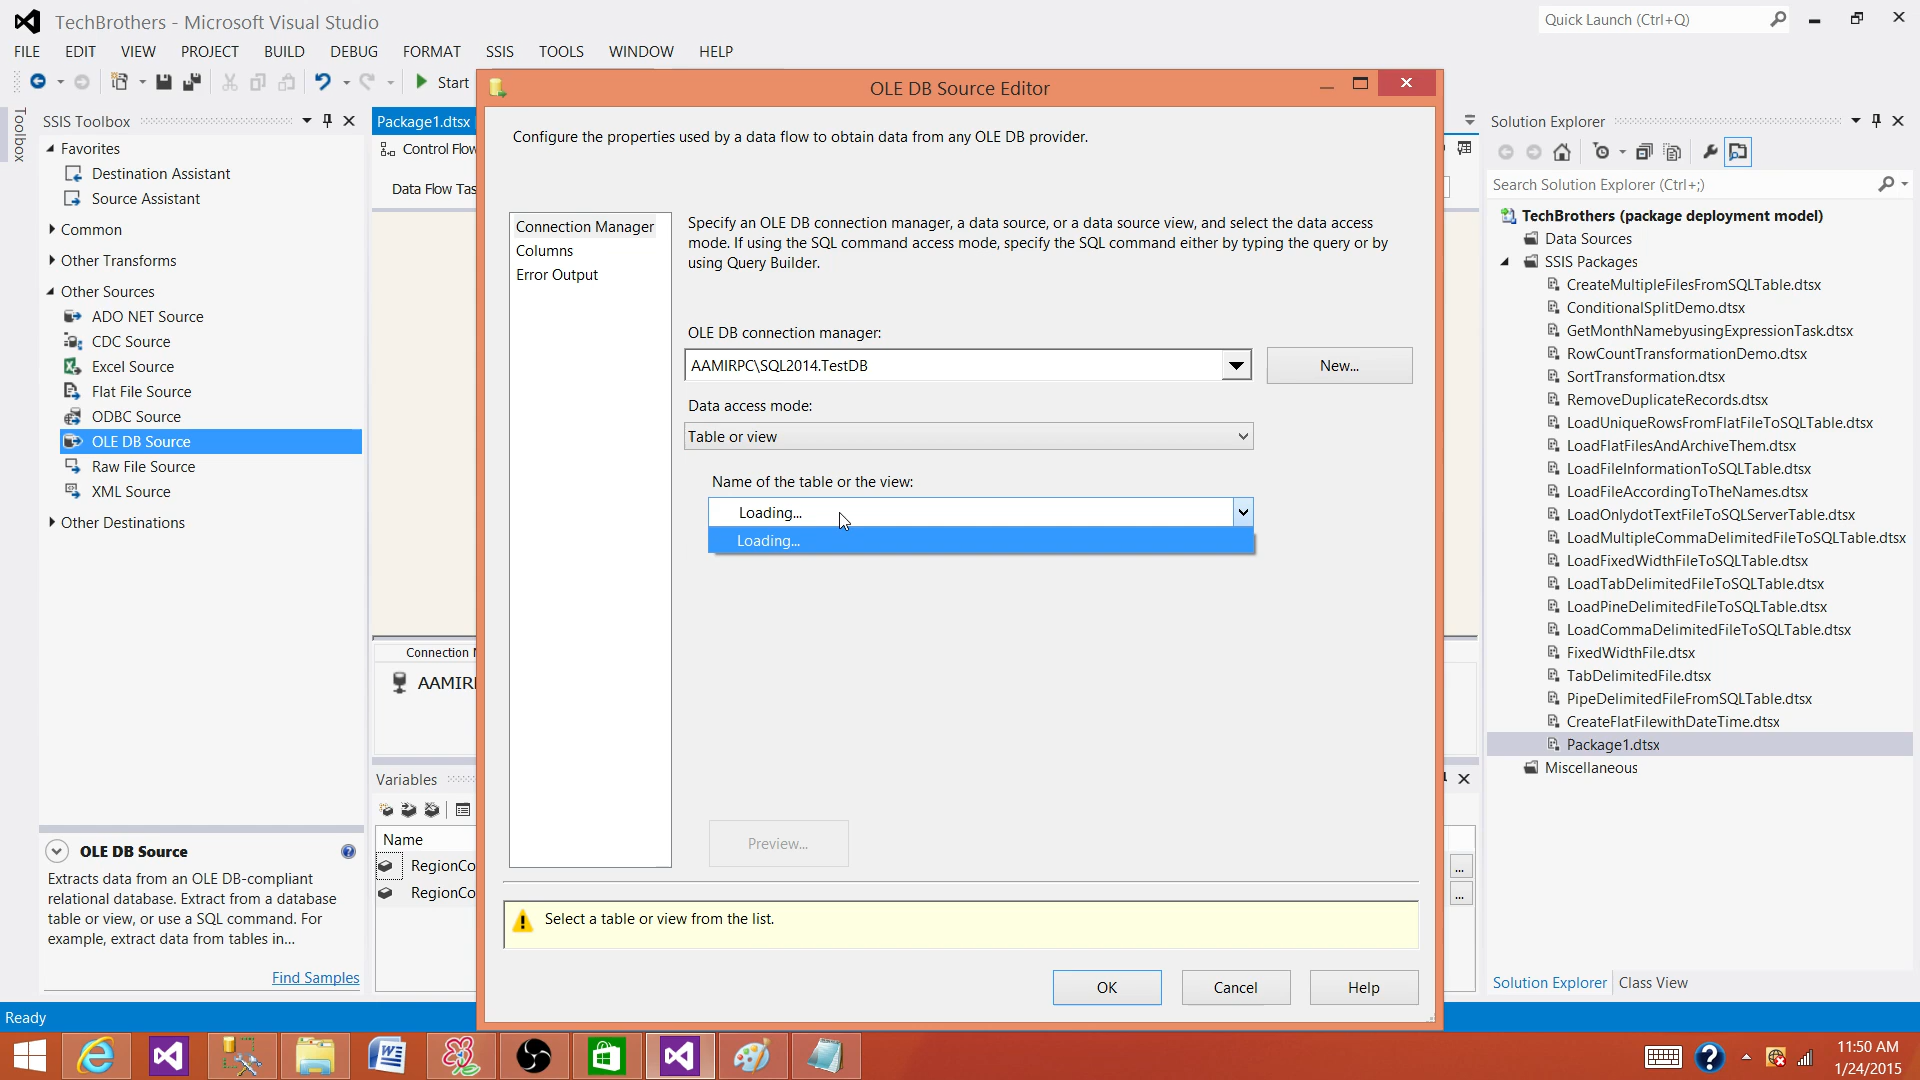 TechBrothers - Microsoft Visual Studio
Quick Launch (Ctrl+Q)
FILE EDIT VIEW PROJECT BUILD DEBUG FORMAT SSIS TOOLS WINDOW HELP
Start
Toolbox
SSIS Toolbox
Favorites
Destination Assistant
Source Assistant
Common
Other Transforms
Other Sources
ADO NET Source
CDC Source
Excel Source
Flat File Source
ODBC Source
OLE DB Source
Raw File Source
XML Source
Other Destinations
OLE DB Source
Extracts data from an OLE DB-compliant
relational database. Extract from a database
table or view, or use a SQL command. For
example, extract data from tables in...
Find Samples
Package1.dtsx
Control Flow
Data Flow Tas
Connection
AAMIR
Variables
Name
RegionCo
RegionCo
...
...
OLE DB Source Editor
Configure the properties used by a data flow to obtain data from any OLE DB provider.
Connection Manager
Columns
Error Output
Specify an OLE DB connection manager, a data source, or a data source view, and select the data access
mode. If using the SQL command access mode, specify the SQL command either by typing the query or by
using Query Builder.
OLE DB connection manager:
AAMIRPC\SQL2014.TestDB
New...
Data access mode:
Table or view
Name of the table or the view:
Loading...
Loading...
Preview...
Select a table or view from the list.
OK Cancel Help
Solution Explorer
Search Solution Explorer (Ctrl+;)
TechBrothers (package deployment model)
Data Sources
SSIS Packages
CreateMultipleFilesFromSQLTable.dtsx
ConditionalSplitDemo.dtsx
GetMonthNamebyusingExpressionTask.dtsx
RowCountTransformationDemo.dtsx
SortTransformation.dtsx
RemoveDuplicateRecords.dtsx
LoadUniqueRowsFromFlatFileToSQLTable.dtsx
LoadFlatFilesAndArchiveThem.dtsx
LoadFileInformationToSQLTable.dtsx
LoadFileAccordingToTheNames.dtsx
LoadOnlydotTextFileToSQLServerTable.dtsx
LoadMultipleCommaDelimitedFileToSQLTable.dtsx
LoadFixedWidthFileToSQLTable.dtsx
LoadTabDelimitedFileToSQLTable.dtsx
LoadPineDelimitedFileToSQLTable.dtsx
LoadCommaDelimitedFileToSQLTable.dtsx
FixedWidthFile.dtsx
TabDelimitedFile.dtsx
PipeDelimitedFileFromSQLTable.dtsx
CreateFlatFilewithDateTime.dtsx
Package1.dtsx
Miscellaneous
Solution Explorer Class View
Ready
11:50 AM
1/24/2015